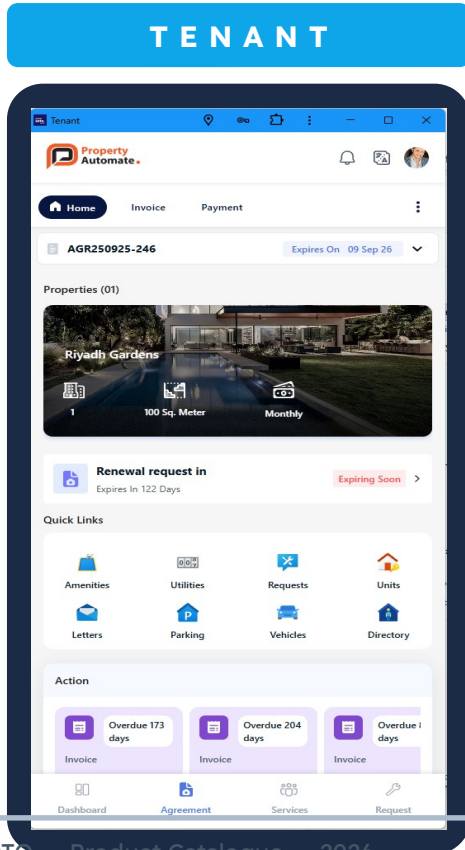 TENANT
Tenant
Property
Automate.
Home Invoice Payment
AGR250925-246 Expires On 09 Sep 26
Properties (01)
Riyadh Gardens
1 100 Sq. Meter Monthly
Renewal request in
Expires In 122 Days
Expiring Soon
Quick Links
Amenities Utilities Requests Units
Letters Parking Vehicles Directory
Action
Overdue 173 days
Invoice
Overdue 204 days
Invoice
Overdue
days
Invoice
Dashboard Agreement Services Request
Product Catalogue 2026